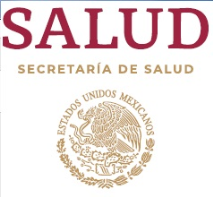 SALUD
SECRETARÍA DE SALUD
ESTADOS UNIDOS MEXICANOS